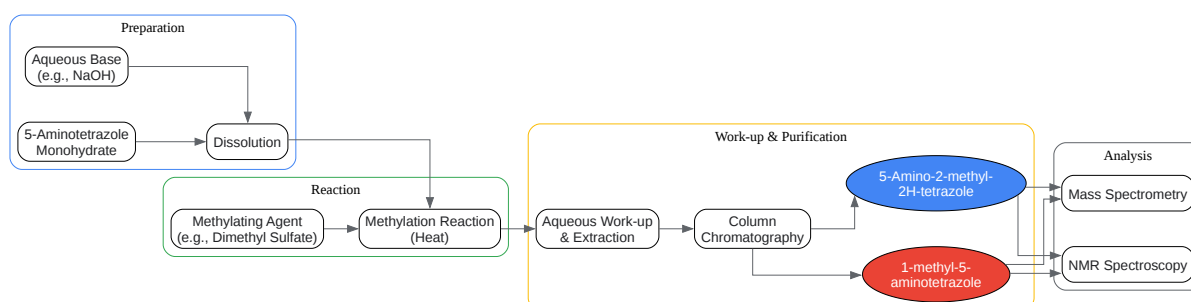 Preparation
Aqueous Base
(e.g., NaOH)
5-Aminotetrazole
Monohydrate
Dissolution
Reaction
Methylating Agent
(e.g., Dimethyl Sulfate)
Methylation Reaction
(Heat)
Work-up & Purification
Aqueous Work-up
& Extraction
Column
Chromatography
5-Amino-2-methyl-
2H-tetrazole
1-methyl-5-
aminotetrazole
Analysis
Mass Spectrometry
NMR Spectroscopy